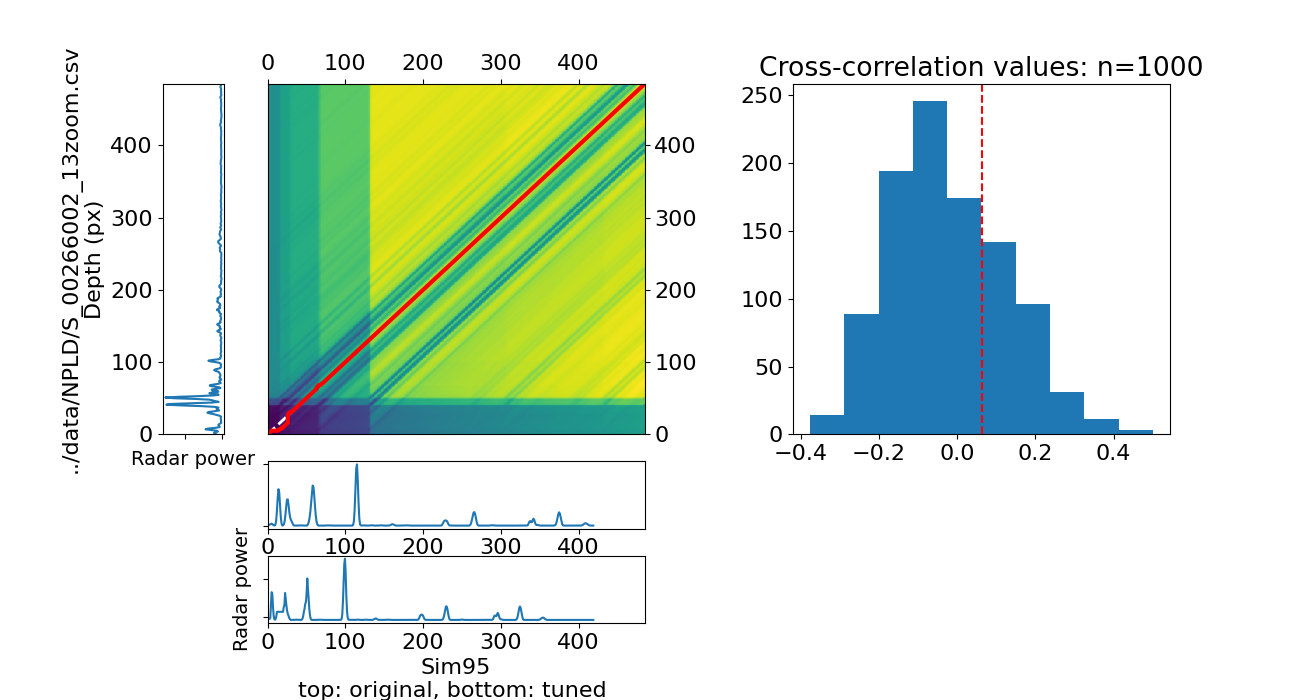 0 100 200 300 400
Cross-correlation values: n=1000
../data/NPLD/S_00266002_13zoom.csv
Depth (px)
400
300
200
100
0
400
300
200
100
0
250
200
150
100
50
0
−0.4 −0.2 0.0 0.2 0.4
Radar power
0 100 200 300 400
Radar power
0 100 200 300 400
Sim95
top: original, bottom: tuned